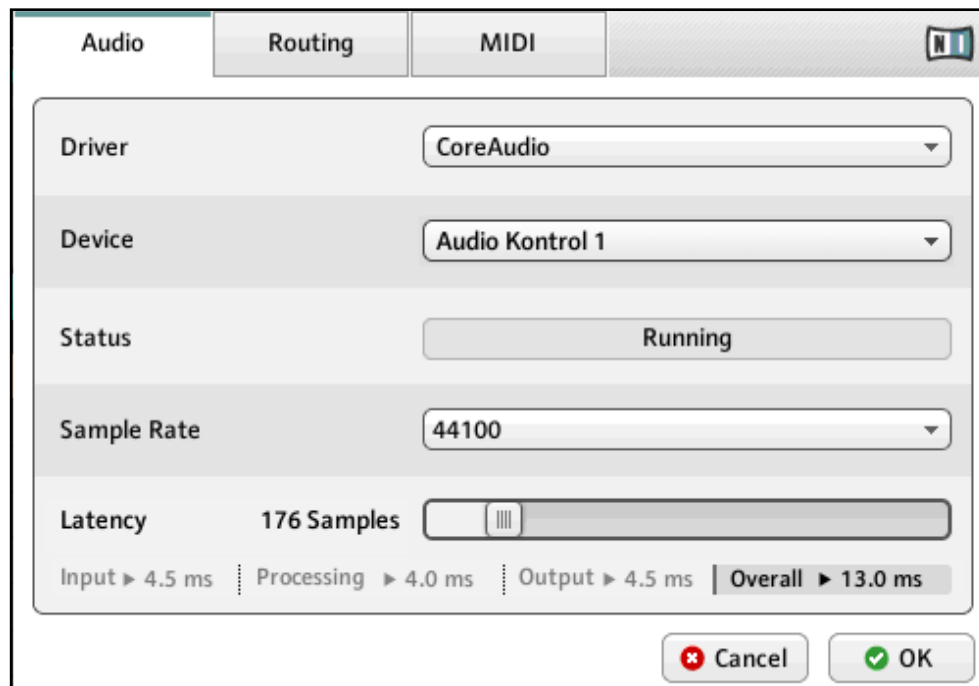 Audio Routing MIDI NI
Driver CoreAudio
Device Audio Kontrol 1
Status Running
Sample Rate 44100
Latency 176 Samples
Input ▶ 4.5 ms Processing ▶ 4.0 ms Output ▶ 4.5 ms Overall ▶ 13.0 ms
Cancel OK